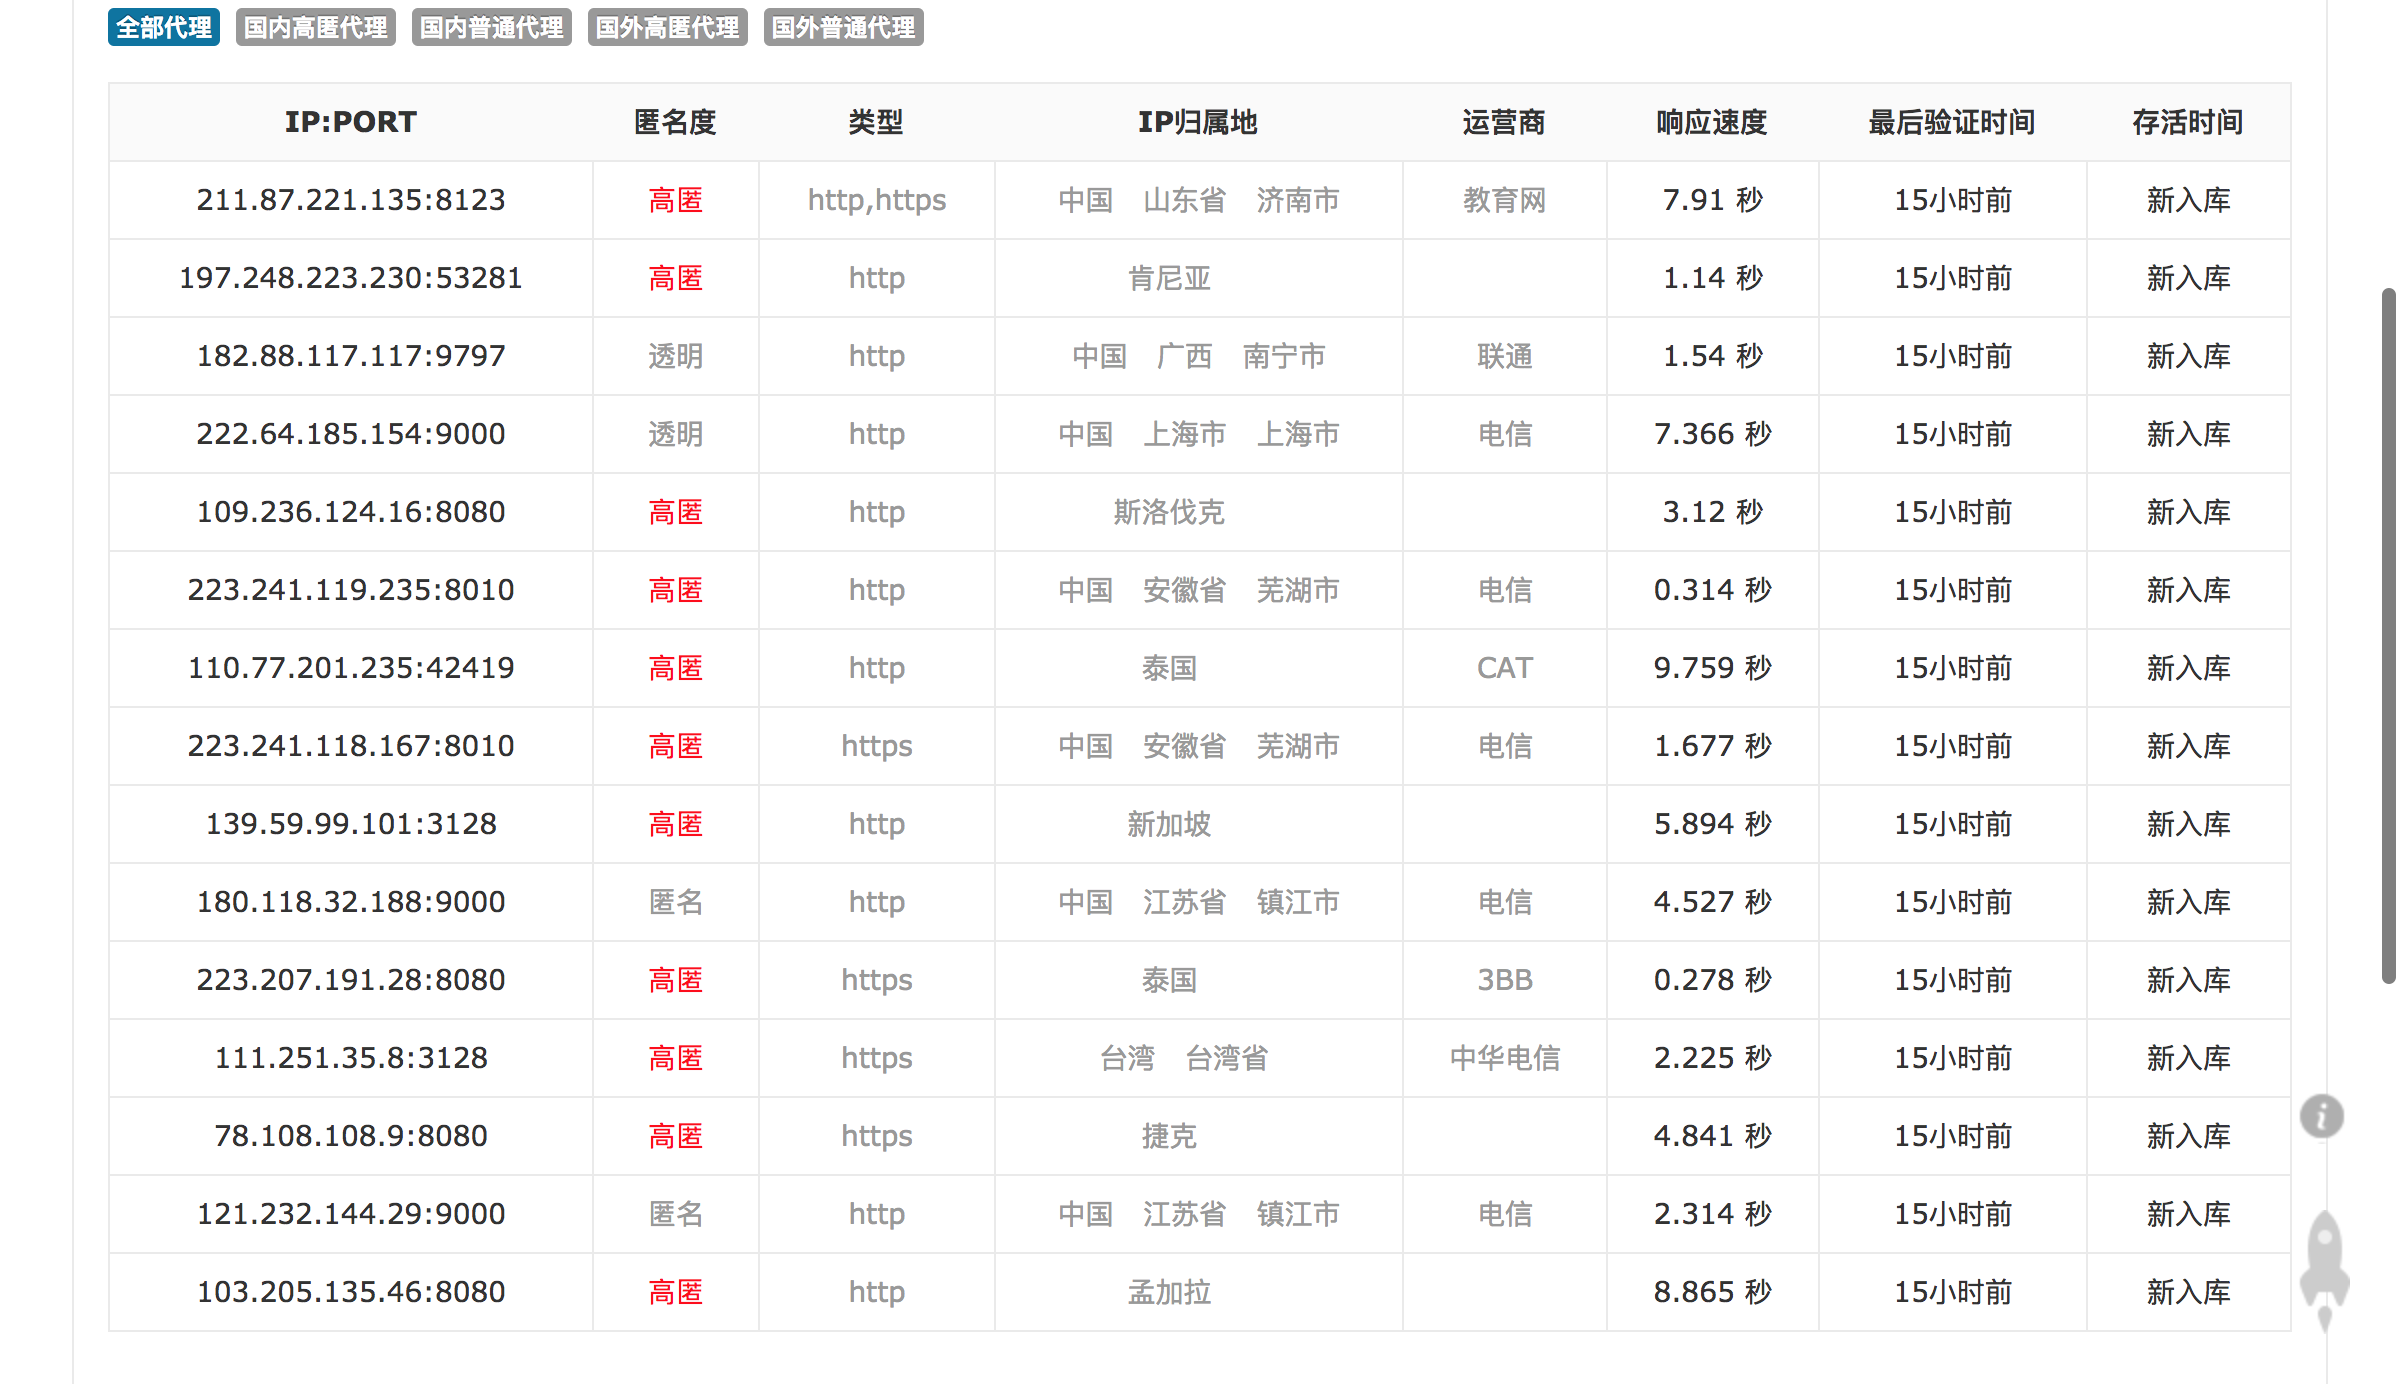 全部代理 国内高匿代理 国内普通代理 国外高匿代理 国外普通代理
IP:PORT 匿名度 类型 IP归属地 运营商 响应速度 最后验证时间 存活时间
211.87.221.135:8123 高匿 http,https 中国 山东省 济南市 教育网 7.91 秒 15小时前 新入库
197.248.223.230:53281 高匿 http 肯尼亚 1.14 秒 15小时前 新入库
182.88.117.117:9797 透明 http 中国 广西 南宁市 联通 1.54 秒 15小时前 新入库
222.64.185.154:9000 透明 http 中国 上海市 上海市 电信 7.366 秒 15小时前 新入库
109.236.124.16:8080 高匿 http 斯洛伐克 3.12 秒 15小时前 新入库
223.241.119.235:8010 高匿 http 中国 安徽省 芜湖市 电信 0.314 秒 15小时前 新入库
110.77.201.235:42419 高匿 http 泰国 CAT 9.759 秒 15小时前 新入库
223.241.118.167:8010 高匿 https 中国 安徽省 芜湖市 电信 1.677 秒 15小时前 新入库
139.59.99.101:3128 高匿 http 新加坡 5.894 秒 15小时前 新入库
180.118.32.188:9000 匿名 http 中国 江苏省 镇江市 电信 4.527 秒 15小时前 新入库
223.207.191.28:8080 高匿 https 泰国 3BB 0.278 秒 15小时前 新入库
111.251.35.8:3128 高匿 https 台湾 台湾省 中华电信 2.225 秒 15小时前 新入库
78.108.108.9:8080 高匿 https 捷克 4.841 秒 15小时前 新入库
121.232.144.29:9000 匿名 http 中国 江苏省 镇江市 电信 2.314 秒 15小时前 新入库
103.205.135.46:8080 高匿 http 孟加拉 8.865 秒 15小时前 新入库